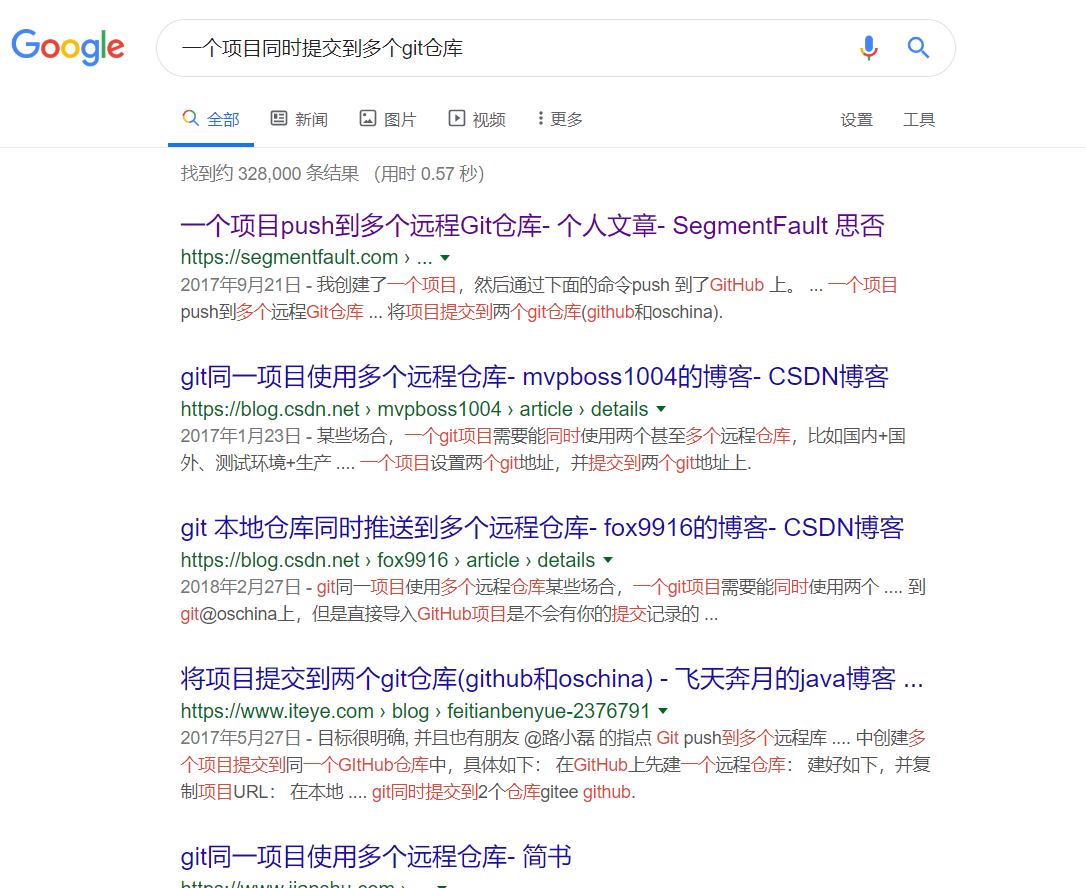 Google
一个项目同时提交到多个git仓库
全部 新闻 图片 视频 更多 设置 工具
找到约 328,000 条结果 （用时 0.57 秒）
一个项目push到多个远程Git仓库- 个人文章- SegmentFault 思否
https://segmentfault.com › ...
2017年9月21日 - 我创建了一个项目，然后通过下面的命令push 到了GitHub 上。 ... 一个项目
push到多个远程Git仓库 ... 将项目提交到两个git仓库(github和oschina).
git同一项目使用多个远程仓库- mvpboss1004的博客- CSDN博客
https://blog.csdn.net › mvpboss1004 › article › details
2017年1月23日 - 某些场合，一个git项目需要能同时使用两个甚至多个远程仓库，比如国内+国
外、测试环境+生产 .... 一个项目设置两个git地址，并提交到两个git地址上.
git 本地仓库同时推送到多个远程仓库- fox9916的博客- CSDN博客
https://blog.csdn.net › fox9916 › article › details
2018年2月27日 - git同一项目使用多个远程仓库某些场合，一个git项目需要能同时使用两个 .... 到
git@oschina上，但是直接导入GitHub项目是不会有你的提交记录的 ...
将项目提交到两个git仓库(github和oschina) - 飞天奔月的java博客 ...
https://www.iteye.com › blog › feitianbenyue-2376791
2017年5月27日 - 目标很明确, 并且也有朋友 @路小磊 的指点 Git push到多个远程库 .... 中创建多
个项目提交到同一个GItHub仓库中，具体如下： 在GitHub上先建一个远程仓库： 建好如下，并复
制项目URL： 在本地 .... git同时提交到2个仓库gitee github.
git同一项目使用多个远程仓库- 简书
https://www.jianshu.com › ...